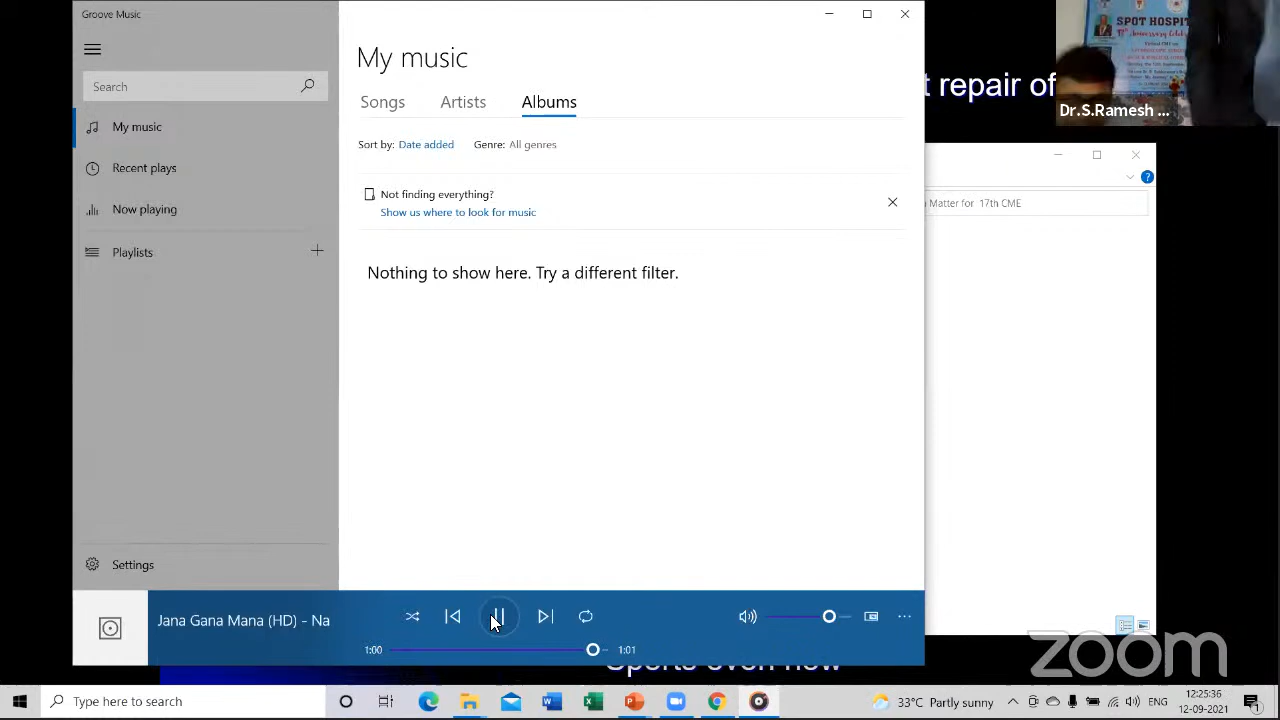 Groove Music
My music
Search
Songs Artists Albums
My music
Sort by: Date added Genre: All genres
Recent plays
Not finding everything?
Show us where to look for music
Now playing
Playlists
Nothing to show here. Try a different filter.
Settings
Jana Gana Mana (HD) - Na
1:00
1:01
SPOT HOSPIT
t repair of
Dr.S.Ramesh ...
Matter for 17th CME
Sports even now
zoom
Type here to search
33°C Partly sunny
ENG
12:25:36
12-09-2021
1